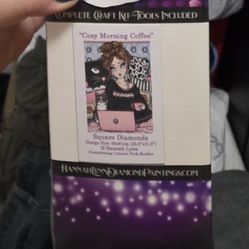 Complete Craft Kit - Tools Included
"Cozy Morning Coffee"
Square Diamonds
© Hannah Lynn
HannahLynnDiamondPaintings.com